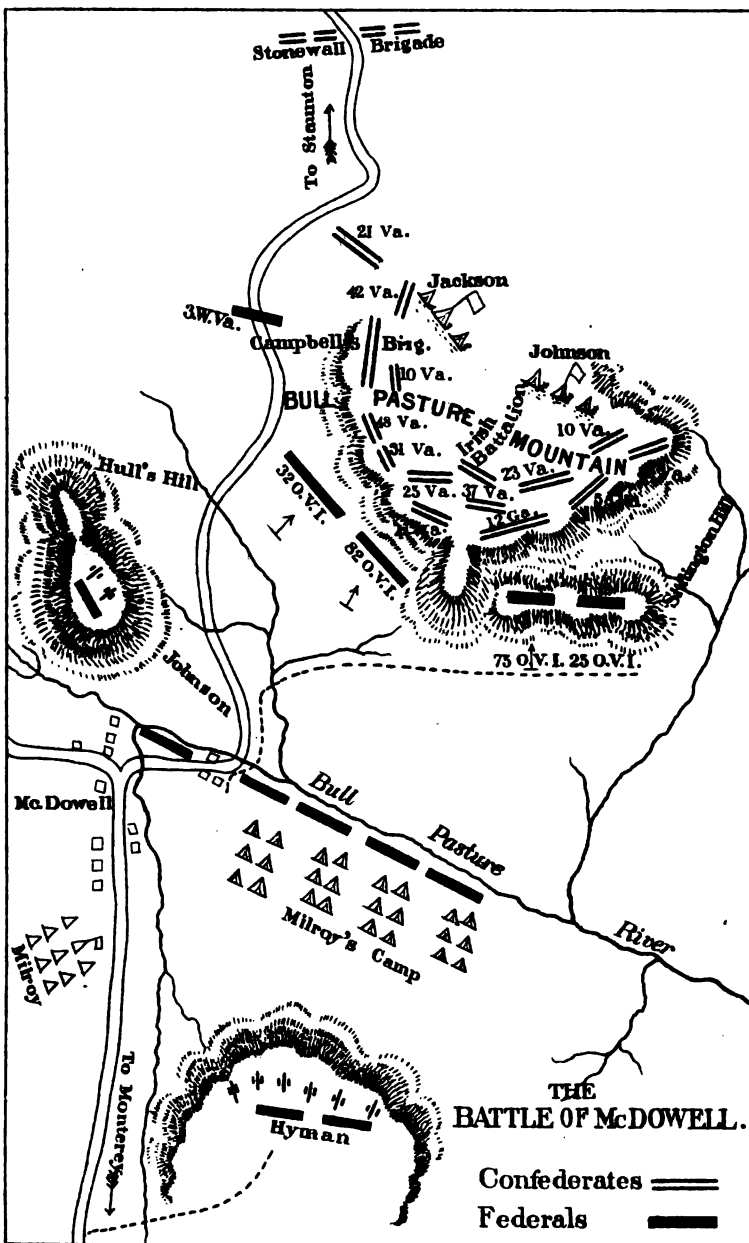 Stonewall Brigade
To Staunton
21 Va.
42 Va.
Jackson
3.W.Va.
Campbell's Brig.
Johnson
10 Va.
BULL PASTURE MOUNTAIN
48 Va.
Irish Battalion
10 Va.
31 Va.
Hull's Hill
23 Va.
32 O.V.I.
25 Va.
37 Va.
12 Ga.
82 O.V.I.
Hill
75 O.V.I. 25 O.V.I.
Johnson
Mc.Dowell
Bull Pasture River
Milroy's Camp
Milroy
To Monterey
Hyman
THE
BATTLE OF McDOWELL.
Confederates
Federals